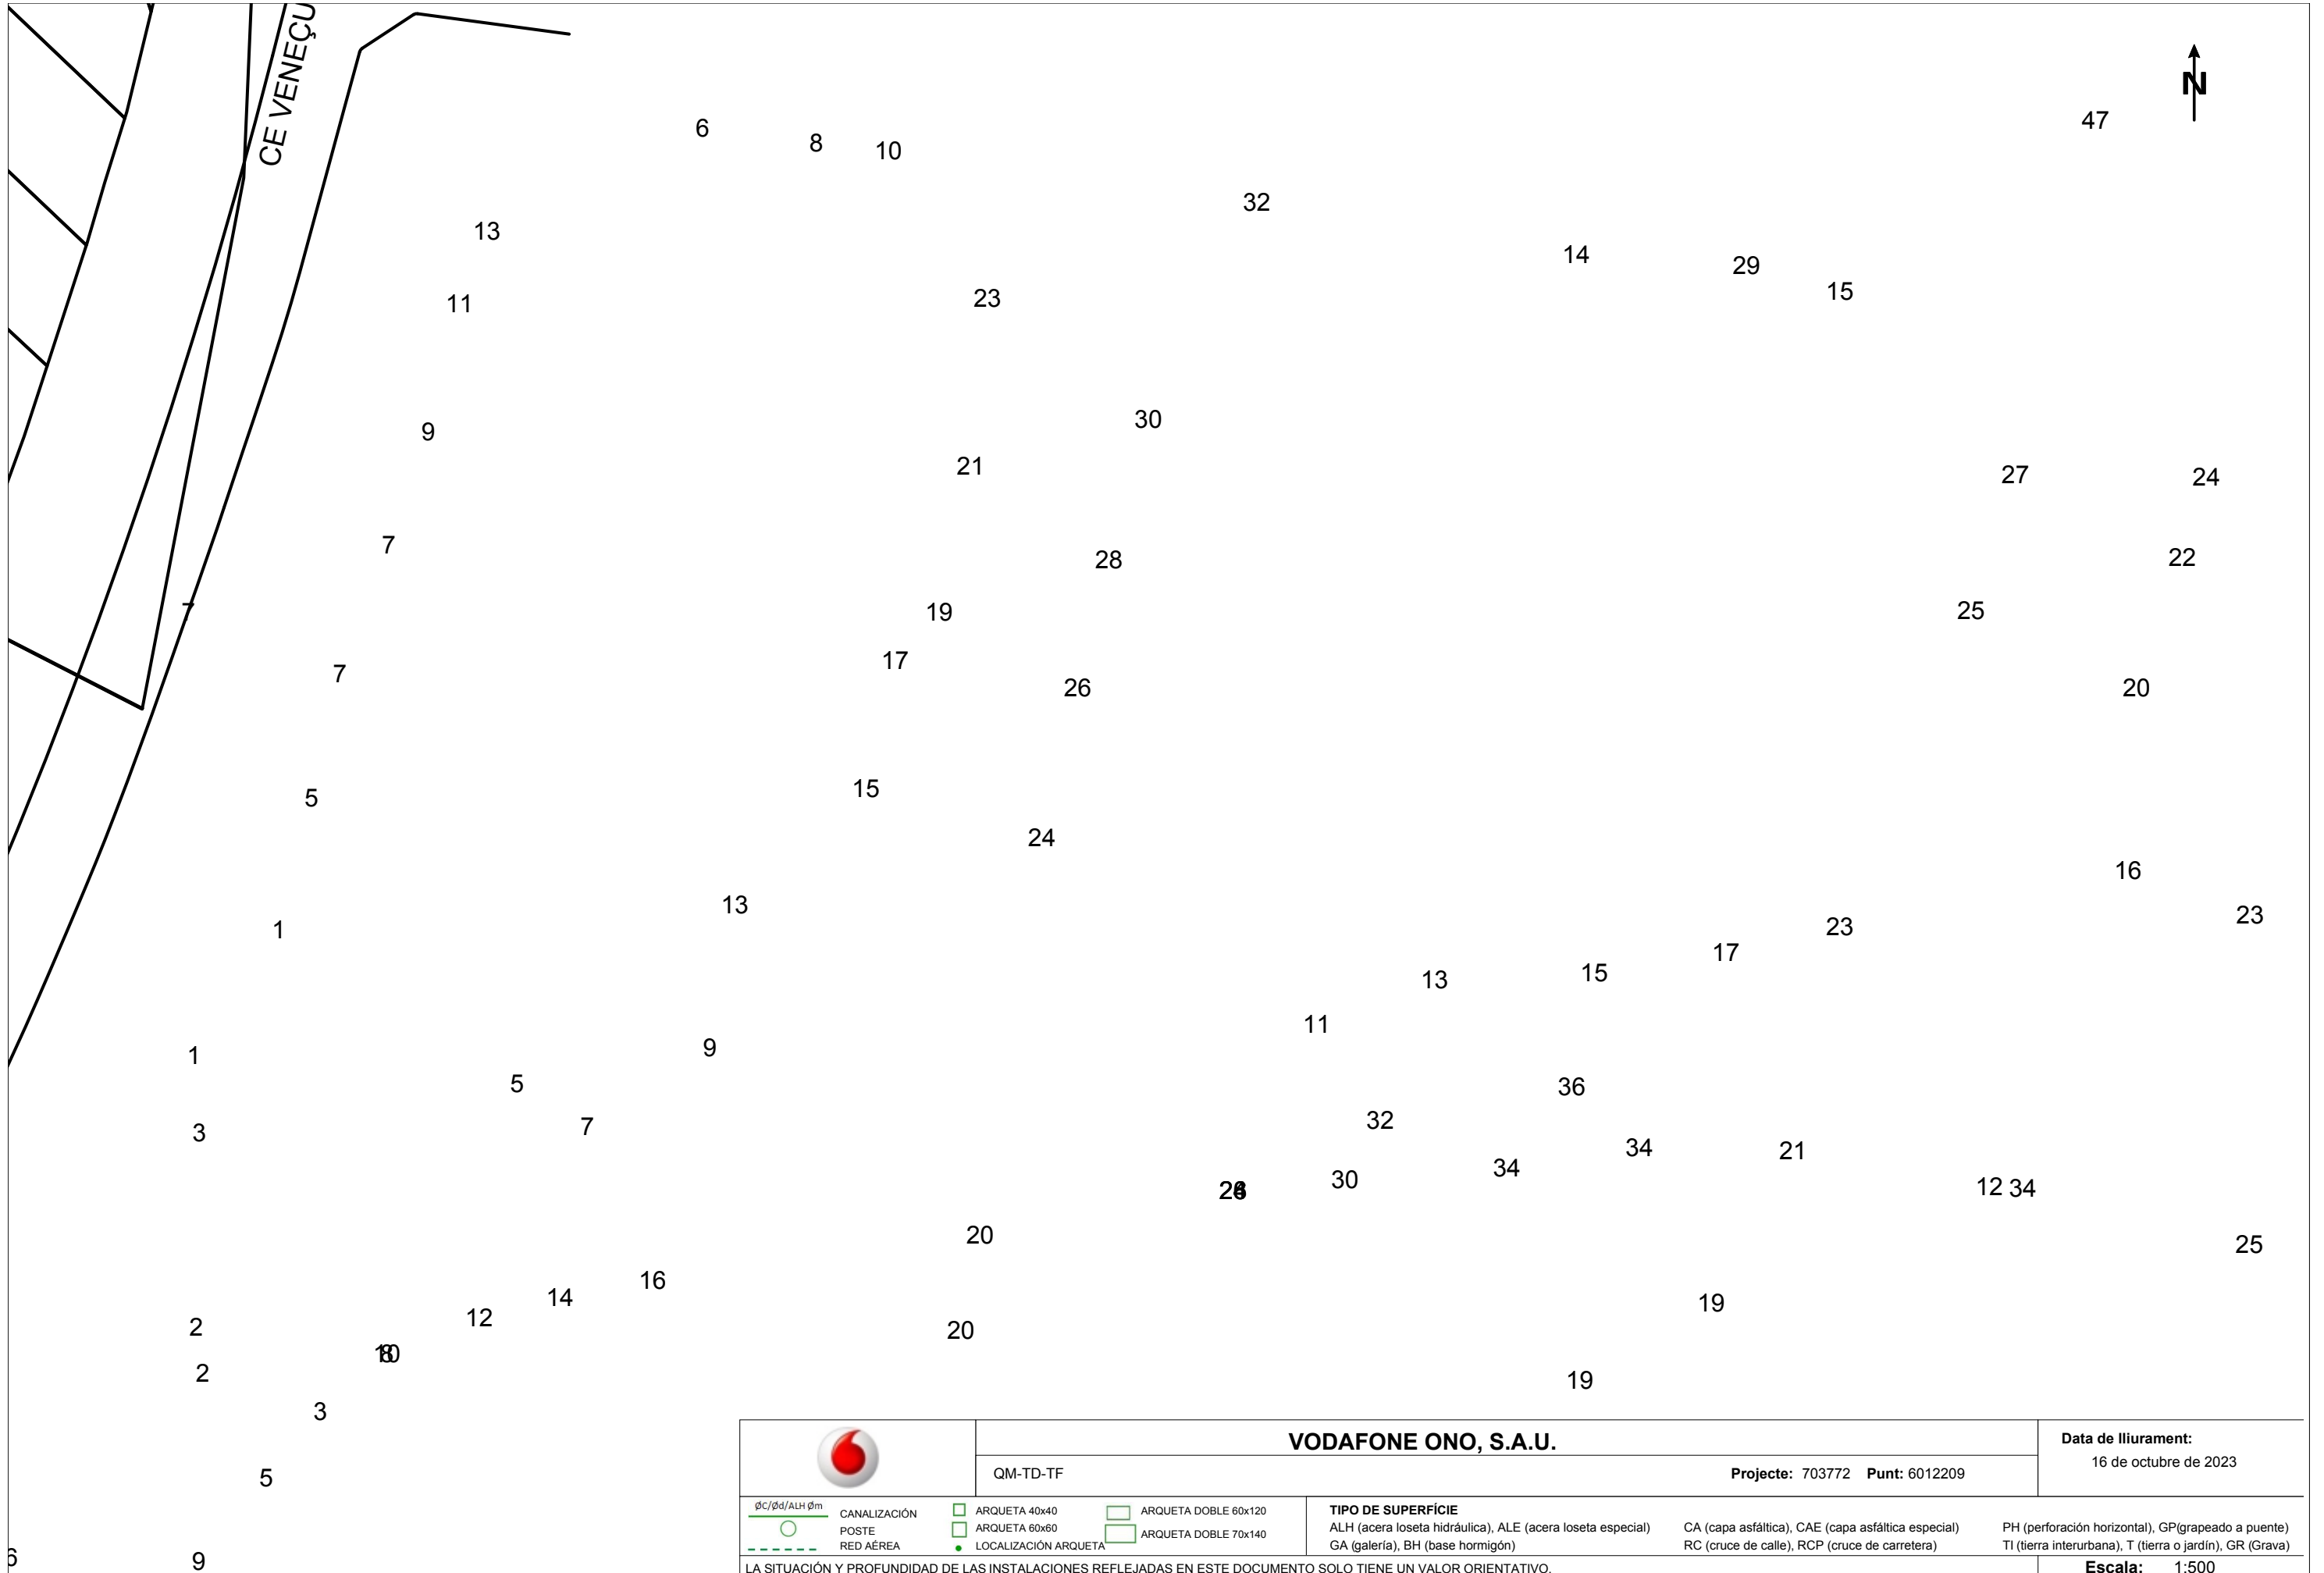 CE VENEÇU
N
47
6
8
10
32
13
14
29
15
11
23
30
9
21
27
24
7
28
22
7
19
25
17
7
26
20
15
5
24
16
13
23
1
23
17
15
13
11
1
9
5
36
7
32
3
34
21
34
30
12 34
20
25
16
14
19
12
2
20
10
2
19
3
5
9
VODAFONE ONO, S.A.U.
Data de lliurament:
16 de octubre de 2023
QM-TD-TF
Projecte: 703772 Punt: 6012209
ØC/Ød/ALH Øm
CANALIZACIÓN
POSTE
RED AÉREA
ARQUETA 40x40
ARQUETA 60x60
LOCALIZACIÓN ARQUETA
ARQUETA DOBLE 60x120
ARQUETA DOBLE 70x140
TIPO DE SUPERFÍCIE
ALH (acera loseta hidráulica), ALE (acera loseta especial)
GA (galería), BH (base hormigón)
CA (capa asfáltica), CAE (capa asfáltica especial)
RC (cruce de calle), RCP (cruce de carretera)
PH (perforación horizontal), GP(grapeado a puente)
TI (tierra interurbana), T (tierra o jardín), GR (Grava)
LA SITUACIÓN Y PROFUNDIDAD DE LAS INSTALACIONES REFLEJADAS EN ESTE DOCUMENTO SOLO TIENE UN VALOR ORIENTATIVO.
Escala: 1:500